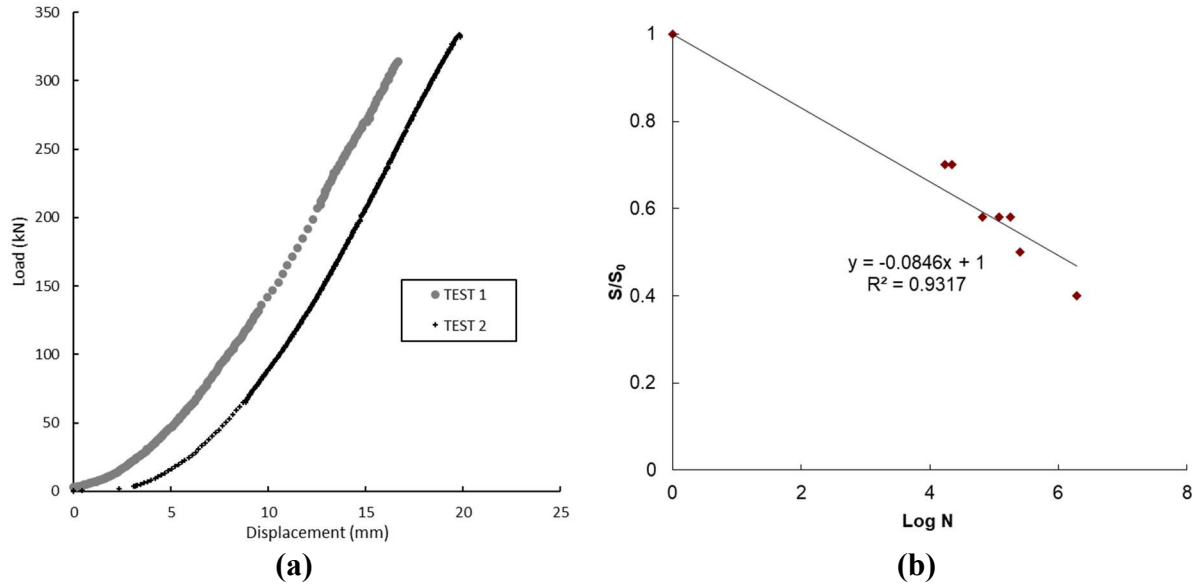 350
300
250
200
150
100
50
0
Load (kN)
TEST 1
TEST 2
0 5 10 15 20 25
Displacement (mm)
(a)
1
0.8
0.6
0.4
0.2
0
S/S₀
y = -0.0846x + 1
R² = 0.9317
0 2 4 6 8
Log N
(b)